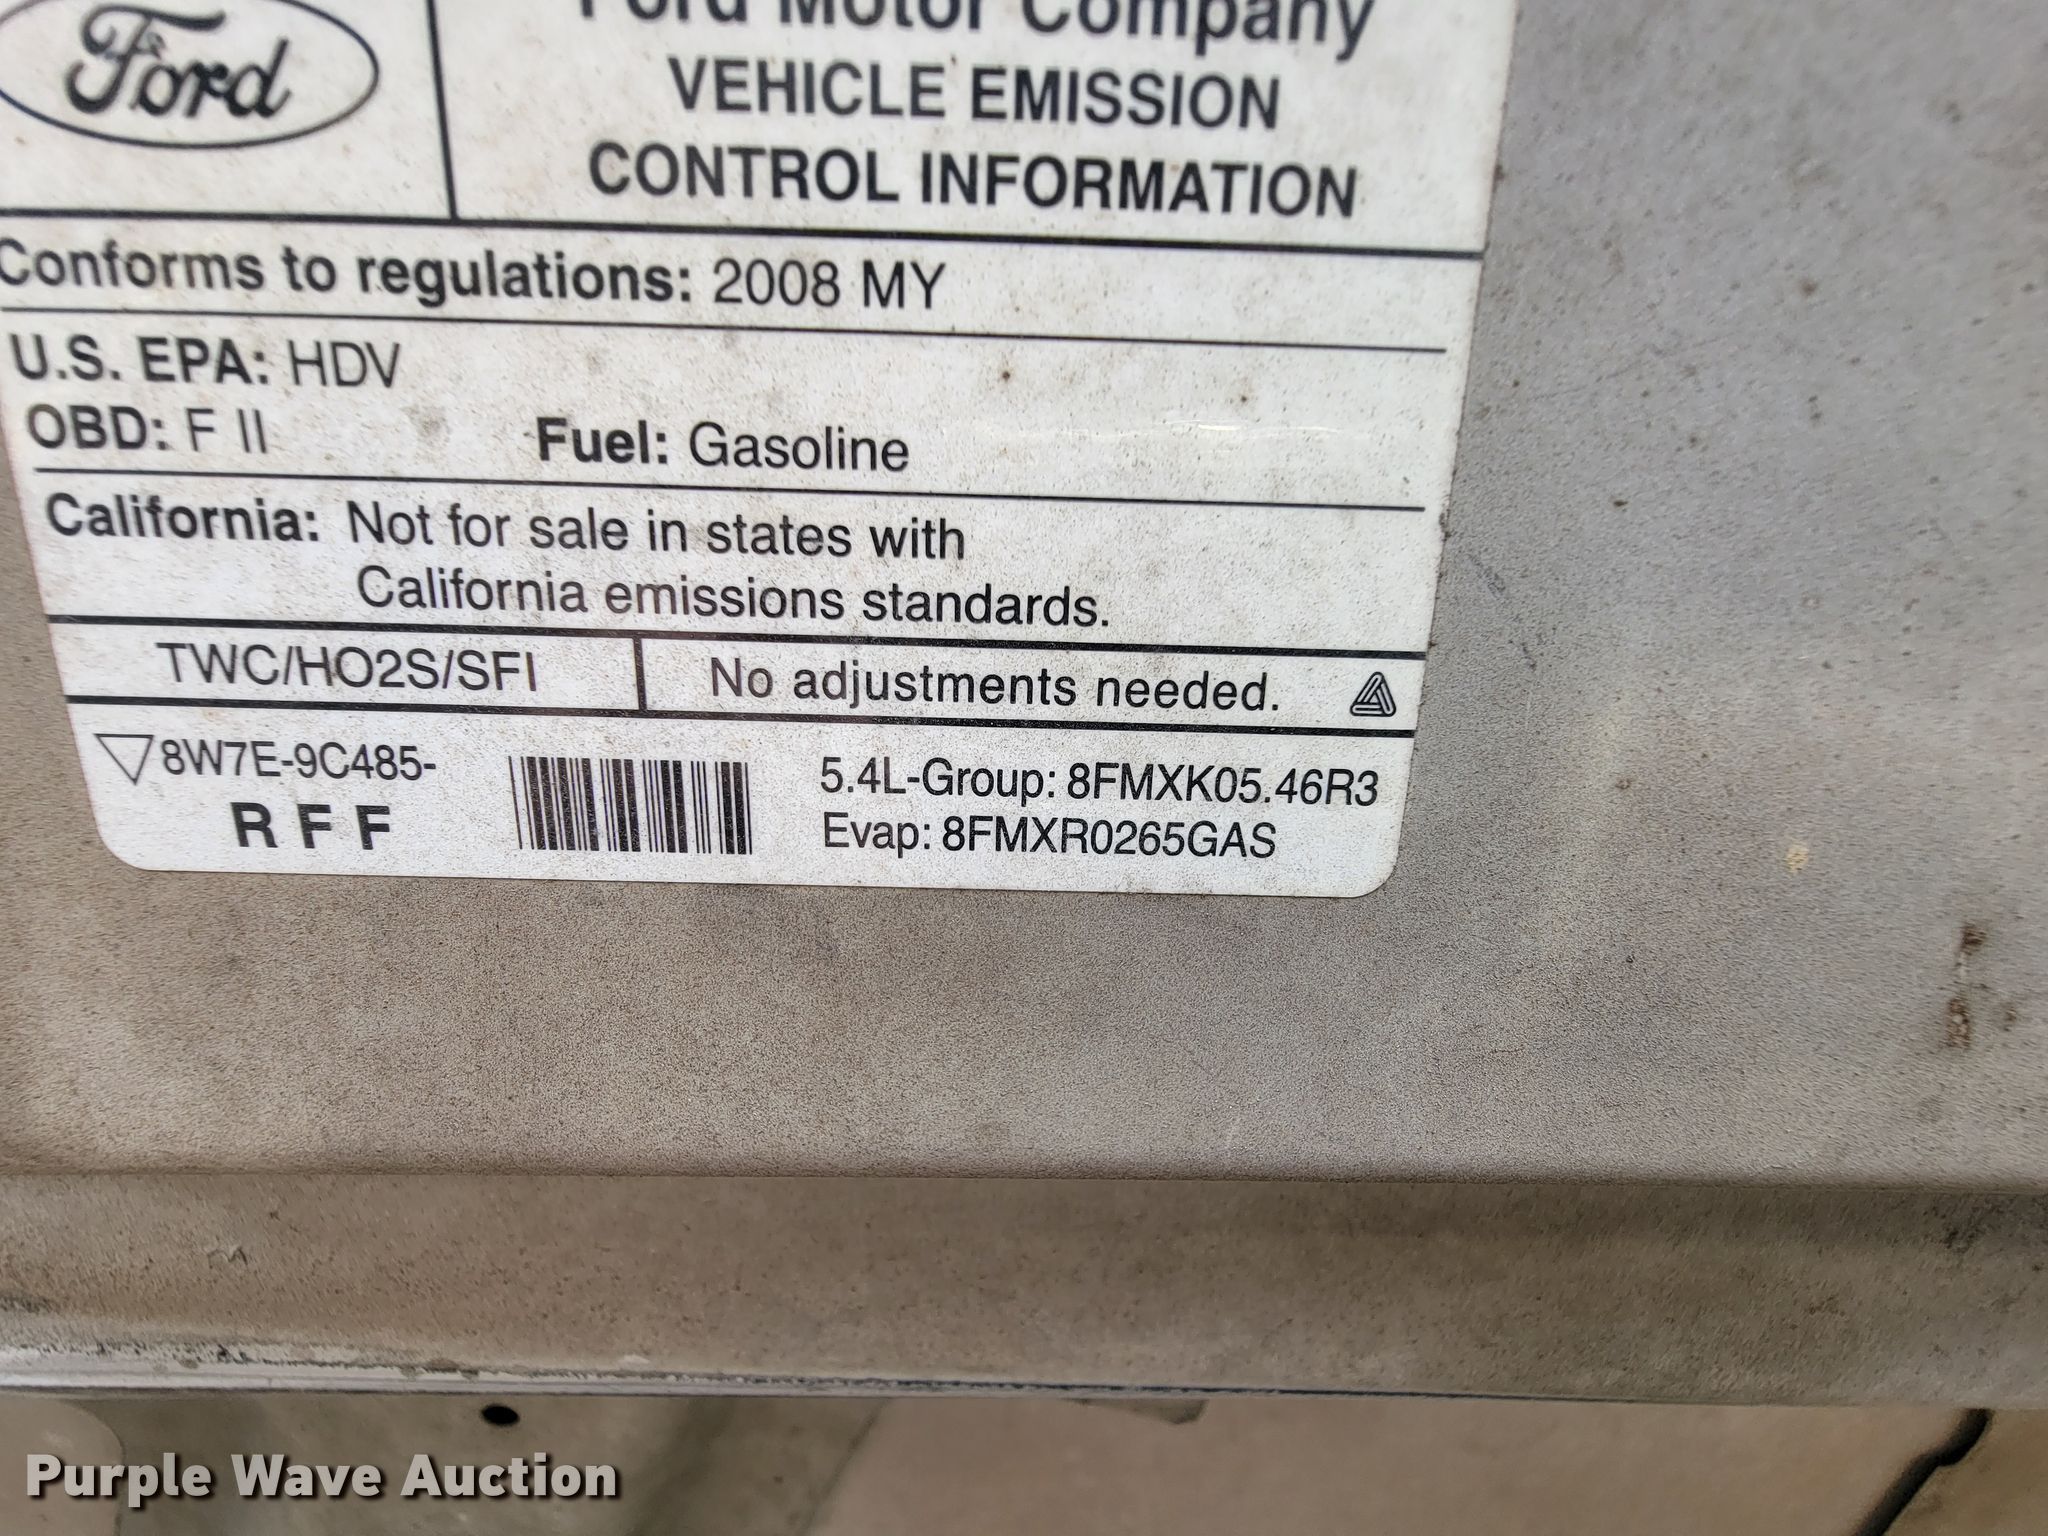 Ford
Ford Motor Company
VEHICLE EMISSION
CONTROL INFORMATION
Conforms to regulations: 2008 MY
U.S. EPA: HDV
OBD: F II Fuel: Gasoline
California: Not for sale in states with
California emissions standards.
TWC/HO2S/SFI No adjustments needed.
8W7E-9C485-
R F F
5.4L-Group: 8FMXK05.46R3
Evap: 8FMXR0265GAS
Purple Wave Auction